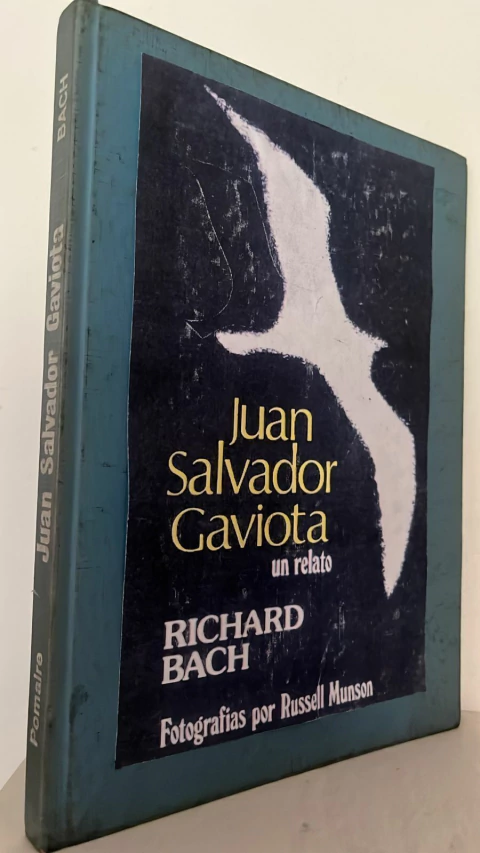 BACH
Juan Salvador Gaviota
Pomaire
Juan
Salvador
Gaviota
un relato
RICHARD
BACH
Fotografías por Russell Munson